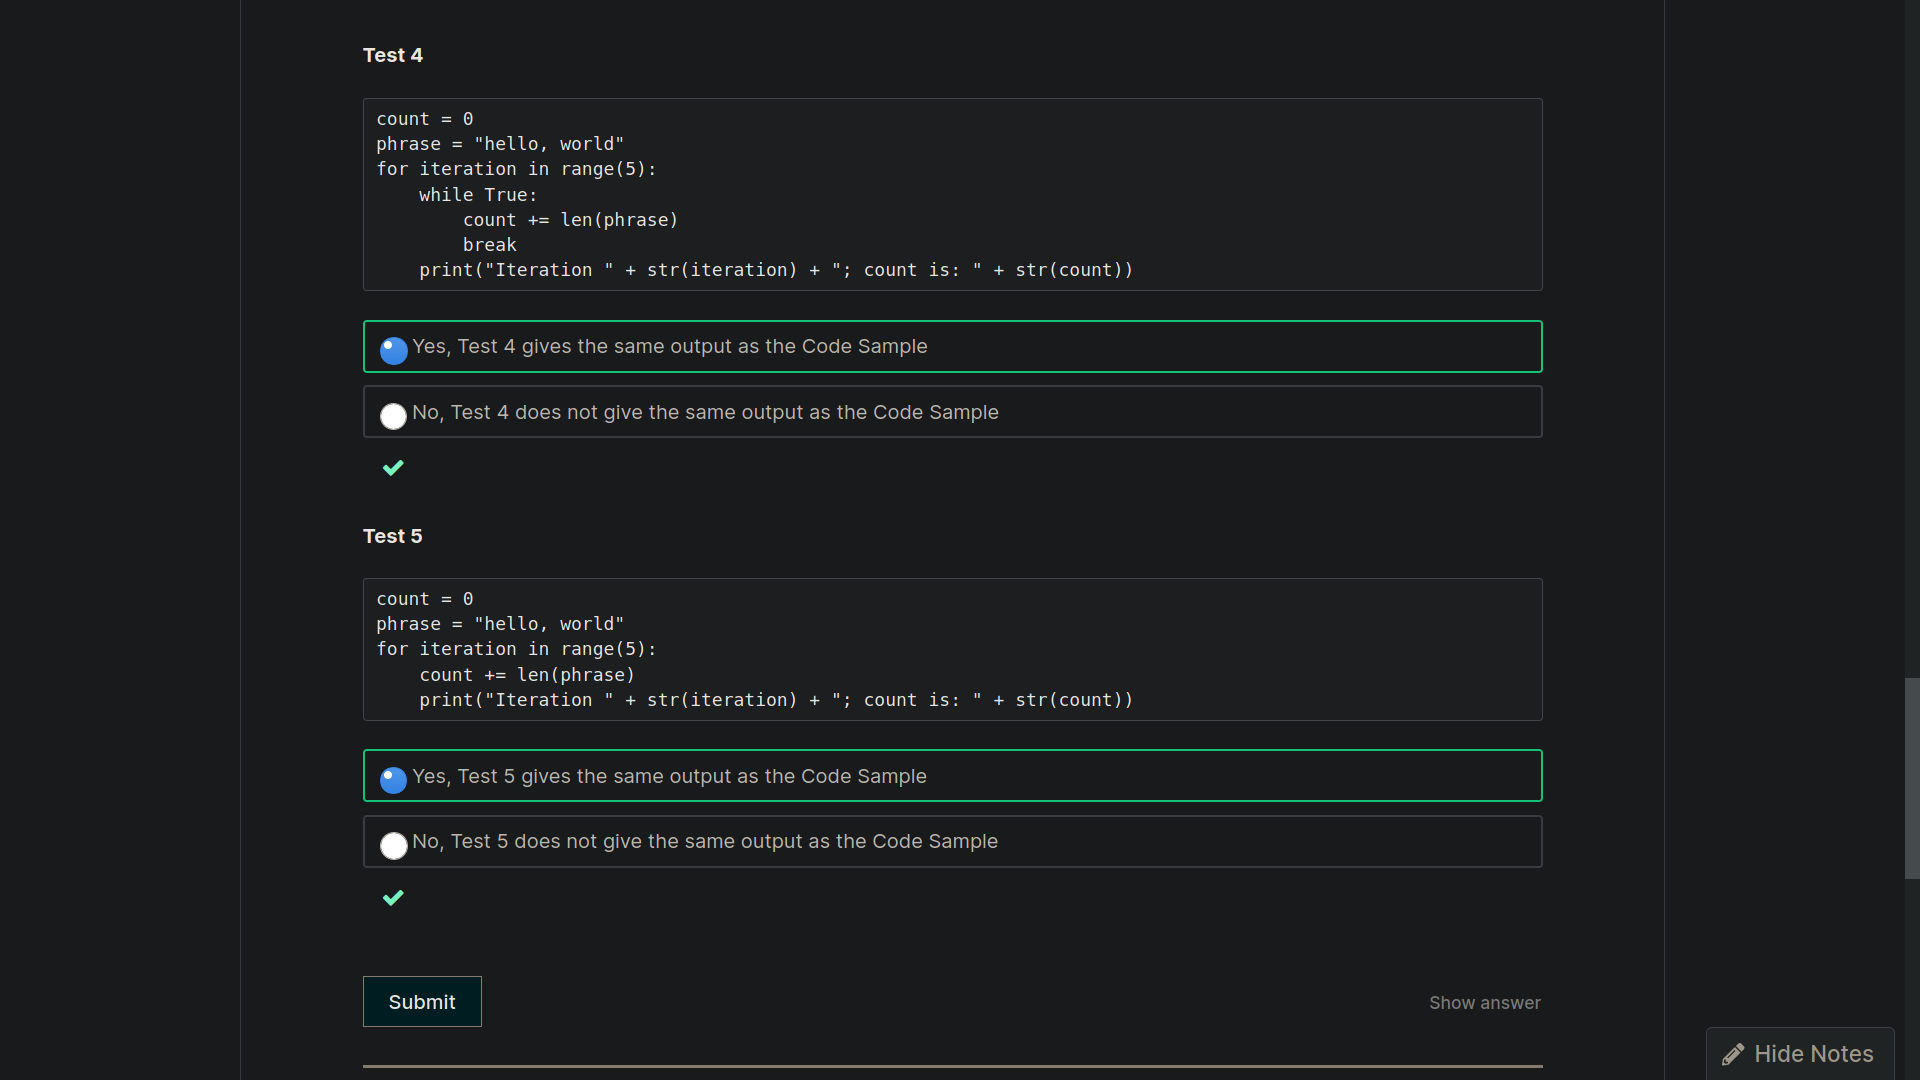 Test 4
count = 0
phrase = "hello, world"
for iteration in range(5):
    while True:
        count += len(phrase)
        break
    print("Iteration " + str(iteration) + "; count is: " + str(count))
Yes, Test 4 gives the same output as the Code Sample
No, Test 4 does not give the same output as the Code Sample
Test 5
count = 0
phrase = "hello, world"
for iteration in range(5):
    count += len(phrase)
    print("Iteration " + str(iteration) + "; count is: " + str(count))
Yes, Test 5 gives the same output as the Code Sample
No, Test 5 does not give the same output as the Code Sample
Submit
Show answer
Hide Notes